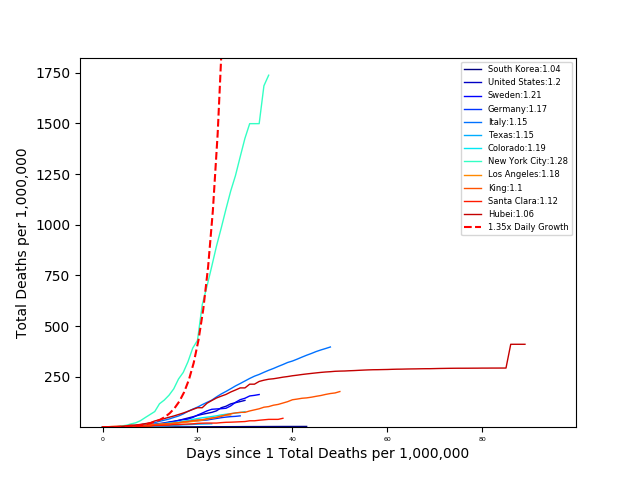 1750
1500
1250
1000
750
500
250
Total Deaths per 1,000,000
South Korea:1.04
United States:1.2
Sweden:1.21
Germany:1.17
Italy:1.15
Texas:1.15
Colorado:1.19
New York City:1.28
Los Angeles:1.18
King:1.1
Santa Clara:1.12
Hubei:1.06
1.35x Daily Growth
0 20 40 60 80
Days since 1 Total Deaths per 1,000,000